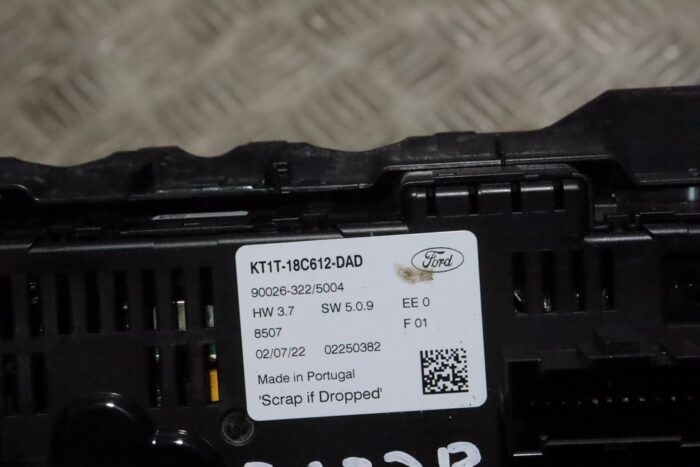 KT1T-18C612-DAD
Ford
90026-322/5004
HW 3.7 SW 5.0.9 EE 0
8507 F 01
02/07/22 02250382
Made in Portugal
'Scrap if Dropped'